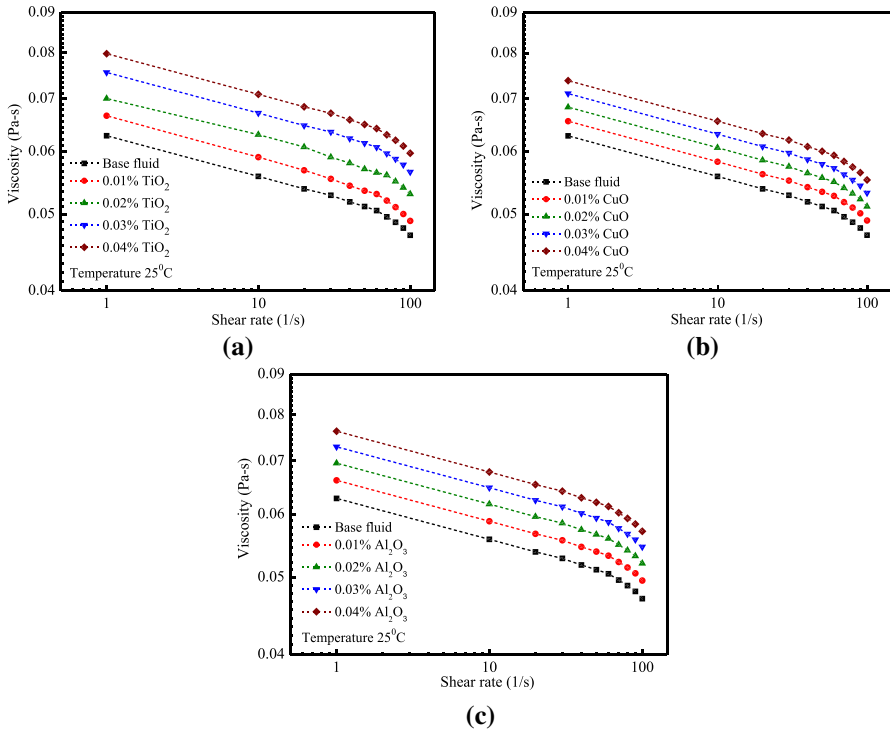 0.09
0.08
0.07
0.06
0.05
0.04
Viscosity (Pa-s)
Base fluid
0.01% TiO₂
0.02% TiO₂
0.03% TiO₂
0.04% TiO₂
Temperature 25⁰C
1 10 100
Shear rate (1/s)
(a)
0.09
0.08
0.07
0.06
0.05
0.04
Viscosity (Pa-s)
Base fluid
0.01% CuO
0.02% CuO
0.03% CuO
0.04% CuO
Temperature 25⁰C
1 10 100
Shear rate (1/s)
(b)
0.09
0.08
0.07
0.06
0.05
0.04
Viscosity (Pa-s)
Base fluid
0.01% Al₂O₃
0.02% Al₂O₃
0.03% Al₂O₃
0.04% Al₂O₃
Temperature 25⁰C
1 10 100
Shear rate (1/s)
(c)